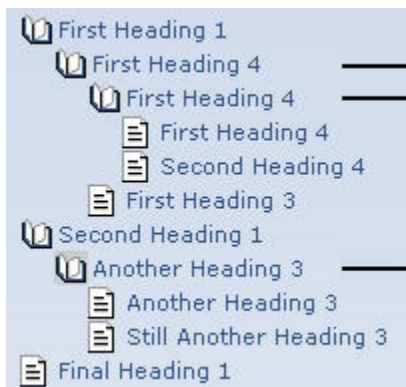 First Heading 1
First Heading 4
First Heading 4
First Heading 4
Second Heading 4
First Heading 3
Second Heading 1
Another Heading 3
Another Heading 3
Still Another Heading 3
Final Heading 1